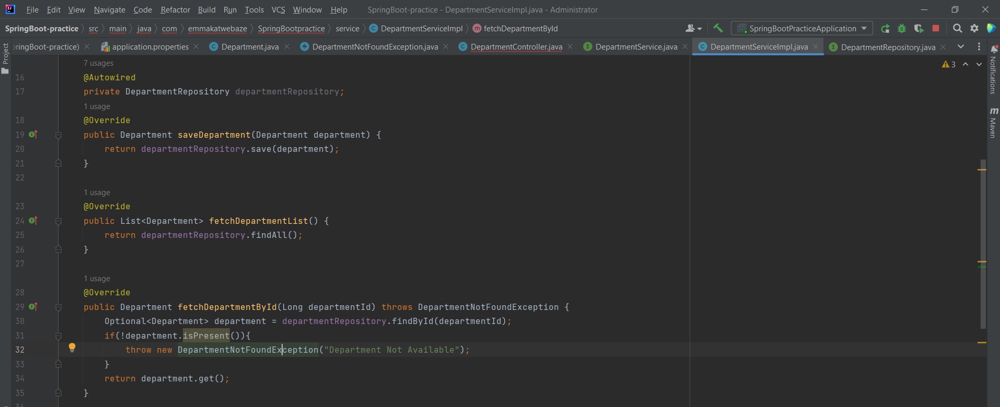 File Edit View Navigate Code Refactor Build Run Tools VCS Window Help SpringBoot-practice - DepartmentServiceImpl.java - Administrator
SpringBoot-practice src main java com emmakatwebaze SpringBootpractice service DepartmentServiceImpl fetchDepartmentById SpringBootPracticeApplication
ringBoot-practice) application.properties Department.java DepartmentNotFoundException.java DepartmentController.java DepartmentService.java DepartmentServiceImpl.java DepartmentRepository.java
Project
Notifications
Maven
3
7 usages
16 @Autowired
17 private DepartmentRepository departmentRepository;
1 usage
18 @Override
19 public Department saveDepartment(Department department) {
20 return departmentRepository.save(department);
21 }
22
1 usage
23 @Override
24 public List<Department> fetchDepartmentList() {
25 return departmentRepository.findAll();
26 }
27
1 usage
28 @Override
29 public Department fetchDepartmentById(Long departmentId) throws DepartmentNotFoundException {
30 Optional<Department> department = departmentRepository.findById(departmentId);
31 if(!department.isPresent()){
32 throw new DepartmentNotFoundException("Department Not Available");
33 }
34 return department.get();
35 }